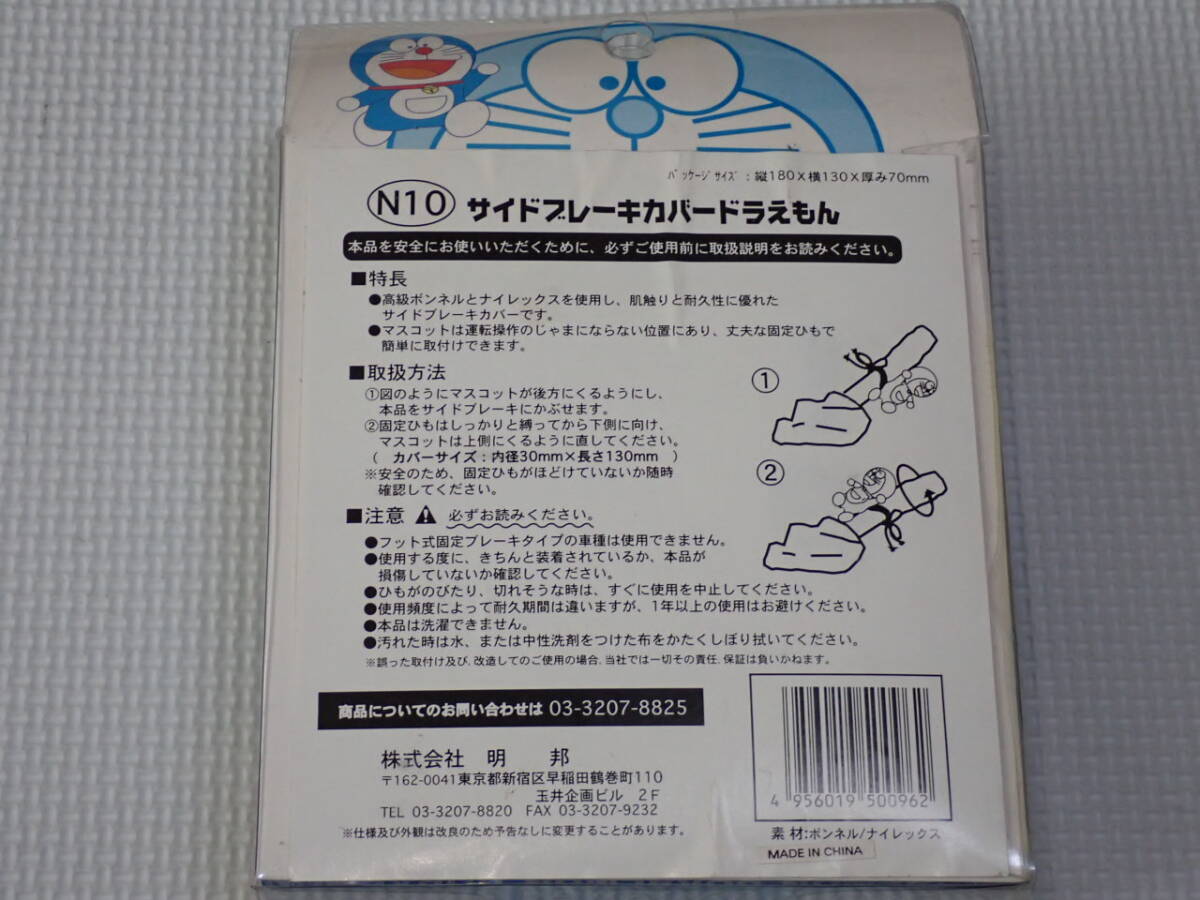 パッケージサイズ：縦180×横130×厚み70mm
N10 サイドブレーキカバードラえもん
本品を安全にお使いいただくために、必ずご使用前に取扱説明をお読みください。
■特長
●高級ボンネルとナイレックスを使用し、肌触りと耐久性に優れた
サイドブレーキカバーです。
●マスコットは運転操作のじゃまにならない位置にあり、丈夫な固定ひもで
簡単に取付けできます。
■取扱方法
①図のようにマスコットが後方にくるようにし、
本品をサイドブレーキにかぶせます。
②固定ひもはしっかりと縛ってから下側に向け、
マスコットは上側にくるように直してください。
(　カバーサイズ：内径30mm×長さ130mm　)
※安全のため、固定ひもがほどけていないか随時
確認してください。
①
②
■注意 ⚠ 必ずお読みください。
●フット式固定ブレーキタイプの車種は使用できません。
●使用する度に、きちんと装着されているか、本品が
損傷していないか確認してください。
●ひもがのびたり、切れそうな時は、すぐに使用を中止してください。
●使用頻度によって耐久期間は違いますが、1年以上の使用はお避けください。
●本品は洗濯できません。
●汚れた時は水、または中性洗剤をつけた布をかたくしぼり拭いてください。
※誤った取付け及び、改造してのご使用の場合、当社では一切その責任、保証は負いかねます。
商品についてのお問い合わせは 03-3207-8825
株式会社 明 邦
〒162-0041東京都新宿区早稲田鶴巻町110
玉井企画ビル 2F
TEL 03-3207-8820 FAX 03-3207-9232
※仕様及び外観は改良のため予告なしに変更することがあります。
4 956019 500962
素 材:ボンネル/ナイレックス
MADE IN CHINA